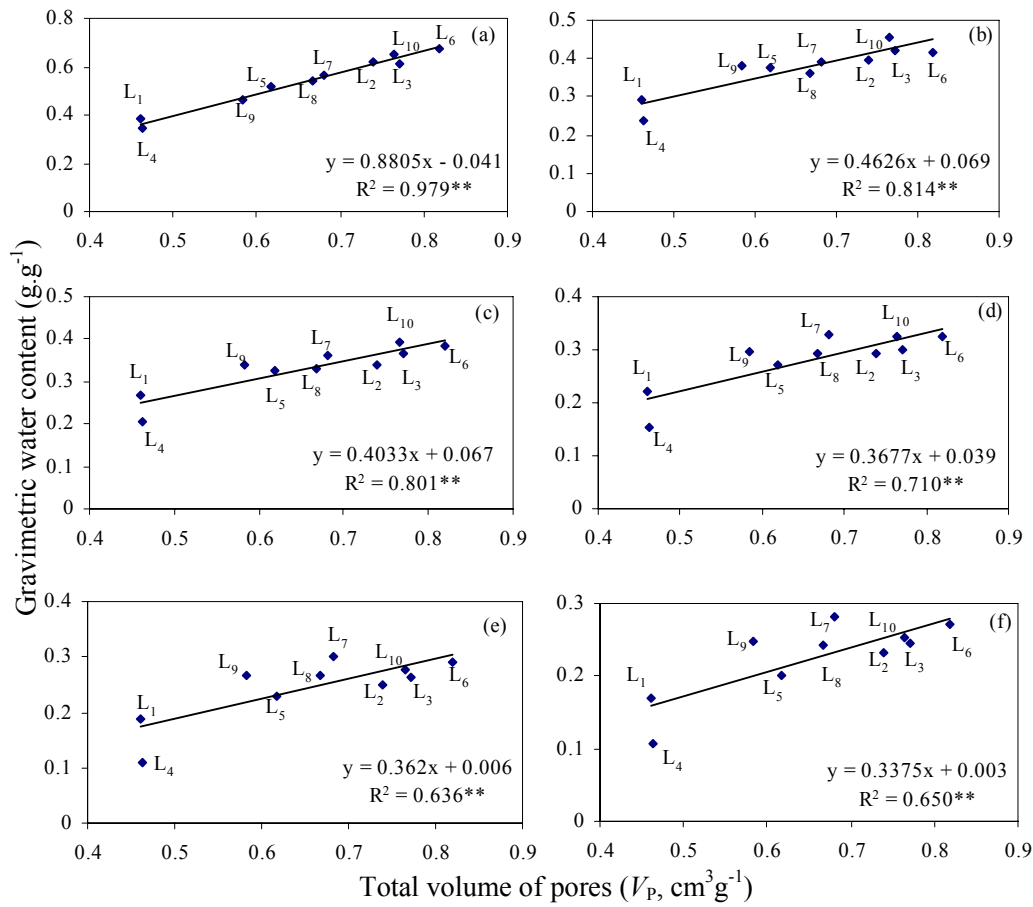 Gravimetric water content (g.g⁻¹)
0.8
0.6
0.4
0.2
0
(a)
L₁
L₄
L₅
L₉
L₇
L₈
L₂
L₁₀
L₃
L₆
y = 0.8805x - 0.041
R² = 0.979**
0.4 0.5 0.6 0.7 0.8 0.9
0.5
0.4
0.3
0.2
0.1
0
(b)
L₁
L₄
L₉
L₅
L₇
L₈
L₂
L₁₀
L₃
L₆
y = 0.4626x + 0.069
R² = 0.814**
0.4 0.5 0.6 0.7 0.8 0.9
0.5
0.4
0.3
0.2
0.1
0
(c)
L₁
L₄
L₉
L₅
L₇
L₈
L₂
L₁₀
L₃
L₆
y = 0.4033x + 0.067
R² = 0.801**
0.4 0.5 0.6 0.7 0.8 0.9
0.4
0.3
0.2
0.1
0
(d)
L₁
L₄
L₉
L₅
L₇
L₈
L₂
L₁₀
L₃
L₆
y = 0.3677x + 0.039
R² = 0.710**
0.4 0.5 0.6 0.7 0.8 0.9
0.4
0.3
0.2
0.1
0
(e)
L₁
L₄
L₉
L₅
L₈
L₇
L₂
L₁₀
L₃
L₆
y = 0.362x + 0.006
R² = 0.636**
0.4 0.5 0.6 0.7 0.8 0.9
0.3
0.2
0.1
0
(f)
L₁
L₄
L₉
L₅
L₇
L₈
L₂
L₁₀
L₃
L₆
y = 0.3375x + 0.003
R² = 0.650**
0.4 0.5 0.6 0.7 0.8 0.9
Total volume of pores (V_P, cm³g⁻¹)